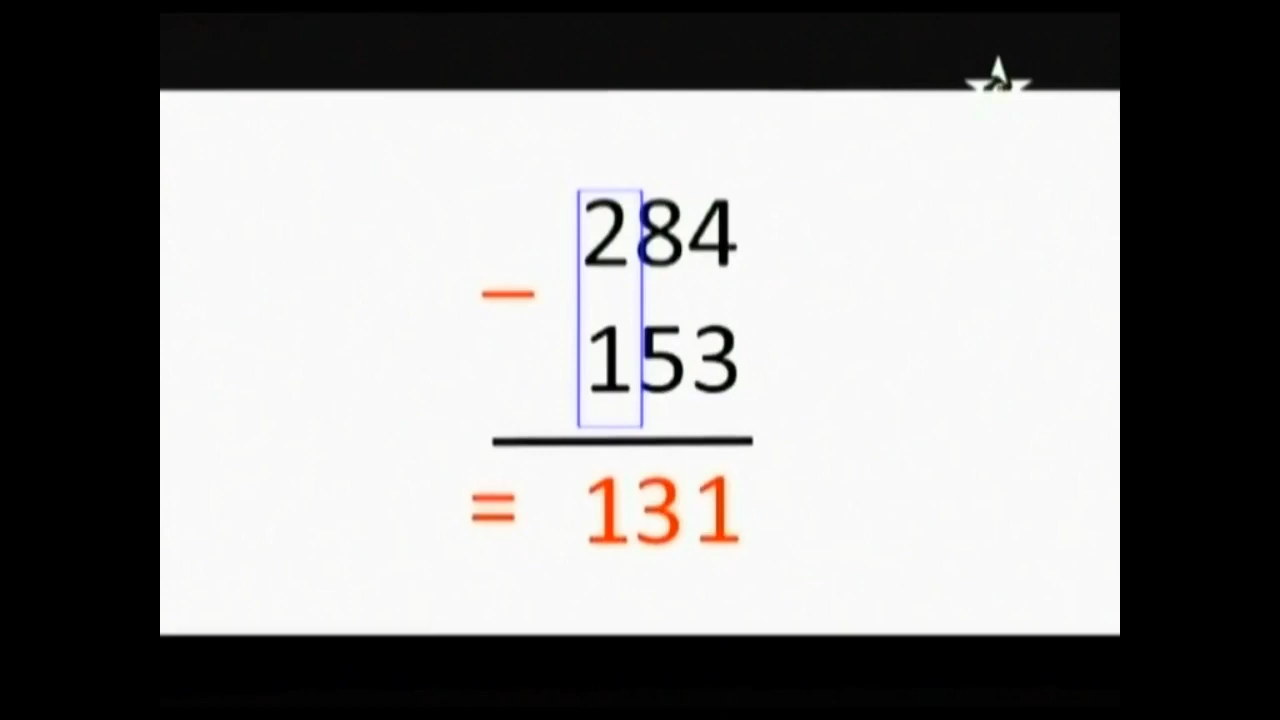 284
−
153
= 131